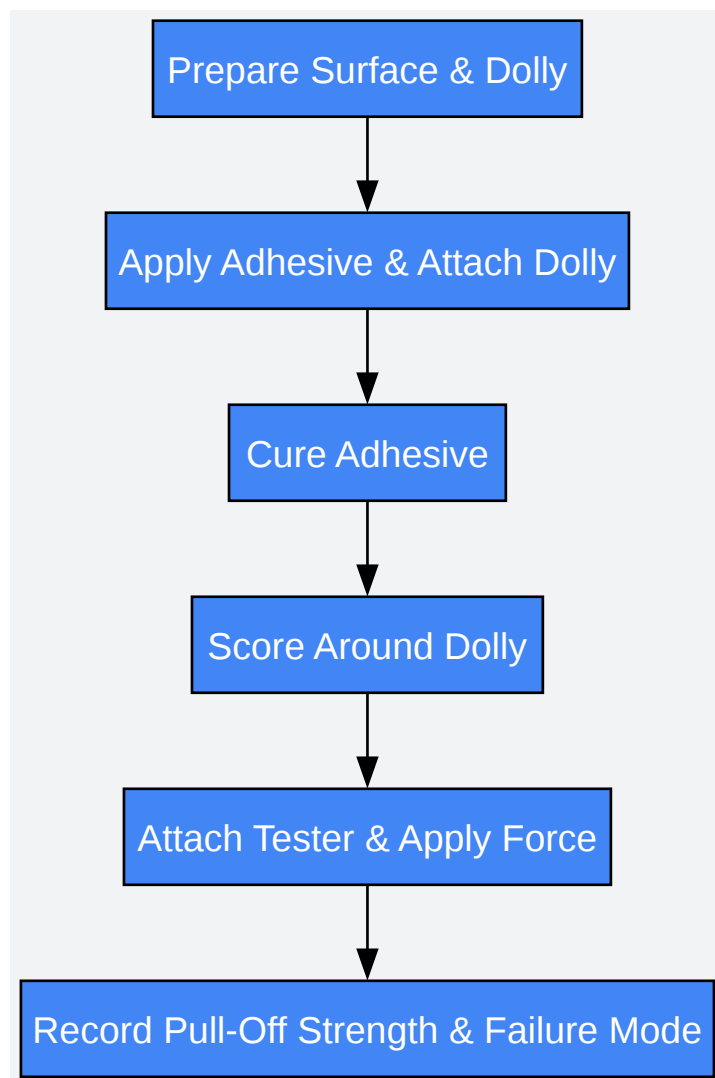 Prepare Surface & Dolly
Apply Adhesive & Attach Dolly
Cure Adhesive
Score Around Dolly
Attach Tester & Apply Force
Record Pull-Off Strength & Failure Mode